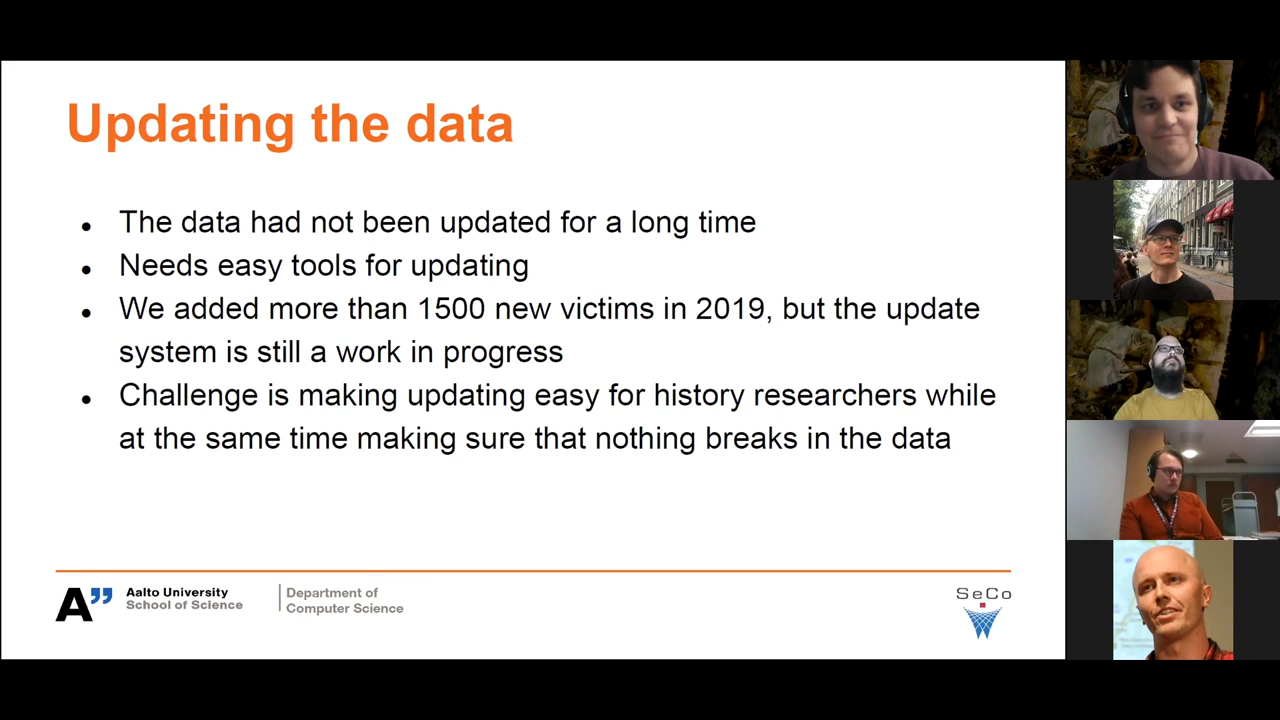 Updating the data
● The data had not been updated for a long time
● Needs easy tools for updating
● We added more than 1500 new victims in 2019, but the update
system is still a work in progress
● Challenge is making updating easy for history researchers while
at the same time making sure that nothing breaks in the data
A”
Aalto University
School of Science
Department of
Computer Science
SeCo